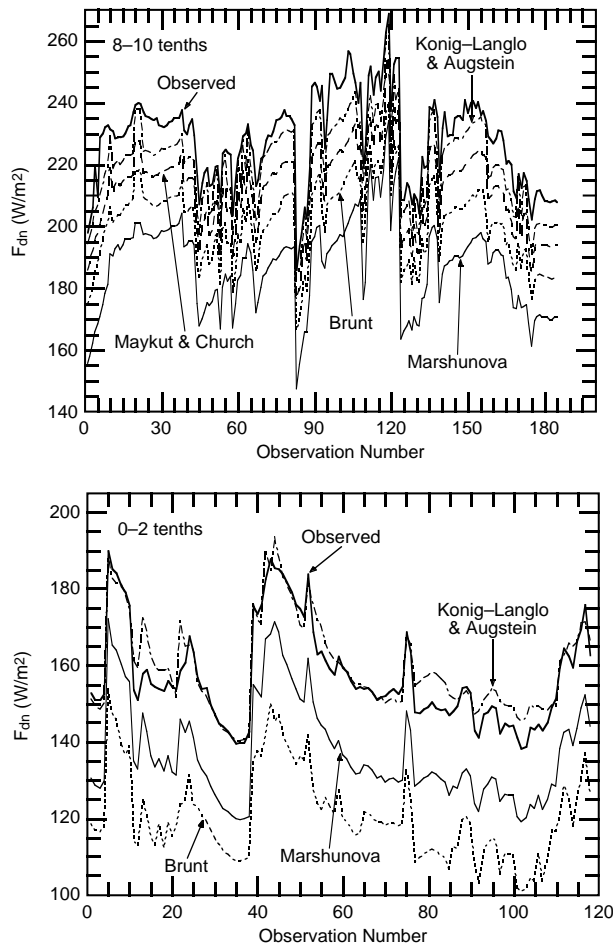 260
8–10 tenths
Konig–Langlo
& Augstein
Observed
240
220
200
180
160
140
Fdn (W/m2)
Maykut & Church
Brunt
Marshunova
0
30
60
90
120
150
180
Observation Number
200
0–2 tenths
Observed
180
Konig–Langlo
& Augstein
160
140
120
100
Fdn (W/m2)
Brunt
Marshunova
0
20
40
60
80
100
120
Observation Number